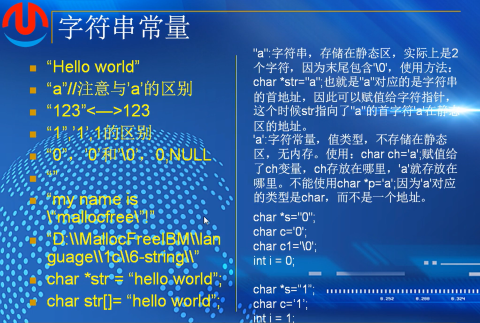 字符串常量
“Hello world”
“a”//注意与‘a’的区别
“123”<—>123
“1”,‘1’,1的区别
“0”，‘0’和‘\0’，0,NULL
“”
“my name is
\“mallocfree\”!”
“D:\\MallocFreeIBM\\lan
guage\\1c\\6-string\\”
char *str = “hello world”;
char str[]= “hello world”;
"a":字符串，存储在静态区，实际上是2
个字符，因为末尾包含'\0'，使用方法：
char *str="a";也就是"a"对应的是字符串
的首地址，因此可以赋值给字符指针，
这个时候str指向了"a"的首字符'a'在静态
区的地址。
'a':字符常量，值类型，不存储在静态
区，无内存。使用：char ch='a';赋值给
了ch变量，ch存放在哪里，'a'就存放在
哪里。不能使用char *p='a';因为'a'对应
的类型是char，而不是一个地址。
char *s="0";
char c='0';
char c1='\0';
int i = 0;
char *s="1";
char c='1';
int i = 1;
0.252 0.288 0.324